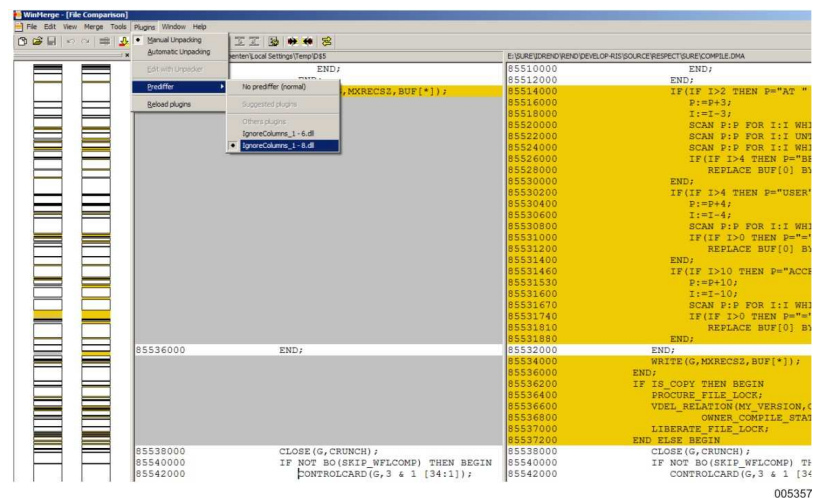 WinMerge - [File Comparison]
File Edit View Merge Tools Plugins Window Help
Manual Unpacking
Automatic Unpacking
Edit with Unpacker
Prediffer
Reload plugins
No prediffer (normal)
Suggested plugins
Others plugins
IgnoreColumns_1 - 6.dll
IgnoreColumns_1 - 8.dll
enten\Local Settings\Temp\D$5
END;
,MXRECSZ,BUF[*]);
85536000 END;
85538000 CLOSE(G,CRUNCH);
85540000 IF NOT BO(SKIP_WFLCOMP) THEN BEGIN
85542000 CONTROLCARD(G,3 & 1 [34:1]);
E:\SURE\IDREND\REND\DEVELOP-RIS\SOURCE\RESPECT\SURE\COMPILE.DMA
85510000 END;
85512000 END;
85514000 IF(IF I>2 THEN P="AT "
85516000 P:=P+3;
85518000 I:=I-3;
85520000 SCAN P:P FOR I:I WHI
85522000 SCAN P:P FOR I:I UNT
85524000 SCAN P:P FOR I:I WHI
85526000 IF(IF I>4 THEN P="BE
85528000 REPLACE BUF[0] BY
85530000 END;
85530200 IF(IF I>4 THEN P="USER"
85530400 P:=P+4;
85530600 I:=I-4;
85530800 SCAN P:P FOR I:I WHI
85531000 IF(IF I>0 THEN P="="
85531200 REPLACE BUF[0] BY
85531400 END;
85531460 IF(IF I>10 THEN P="ACCE
85531530 P:=P+10;
85531600 I:=I-10;
85531670 SCAN P:P FOR I:I WHI
85531740 IF(IF I>0 THEN P="="
85531810 REPLACE BUF[0] BY
85531880 END;
85532000 END;
85534000 WRITE(G,MXRECSZ,BUF[*]);
85536000 END;
85536200 IF IS_COPY THEN BEGIN
85536400 PROCURE_FILE_LOCK;
85536600 VDEL_RELATION(MY_VERSION,O
85536800 OWNER_COMPILE_STAT
85537000 LIBERATE_FILE_LOCK;
85537200 END ELSE BEGIN
85538000 CLOSE(G,CRUNCH);
85540000 IF NOT BO(SKIP_WFLCOMP) TH
85542000 CONTROLCARD(G,3 & 1 [34
005357